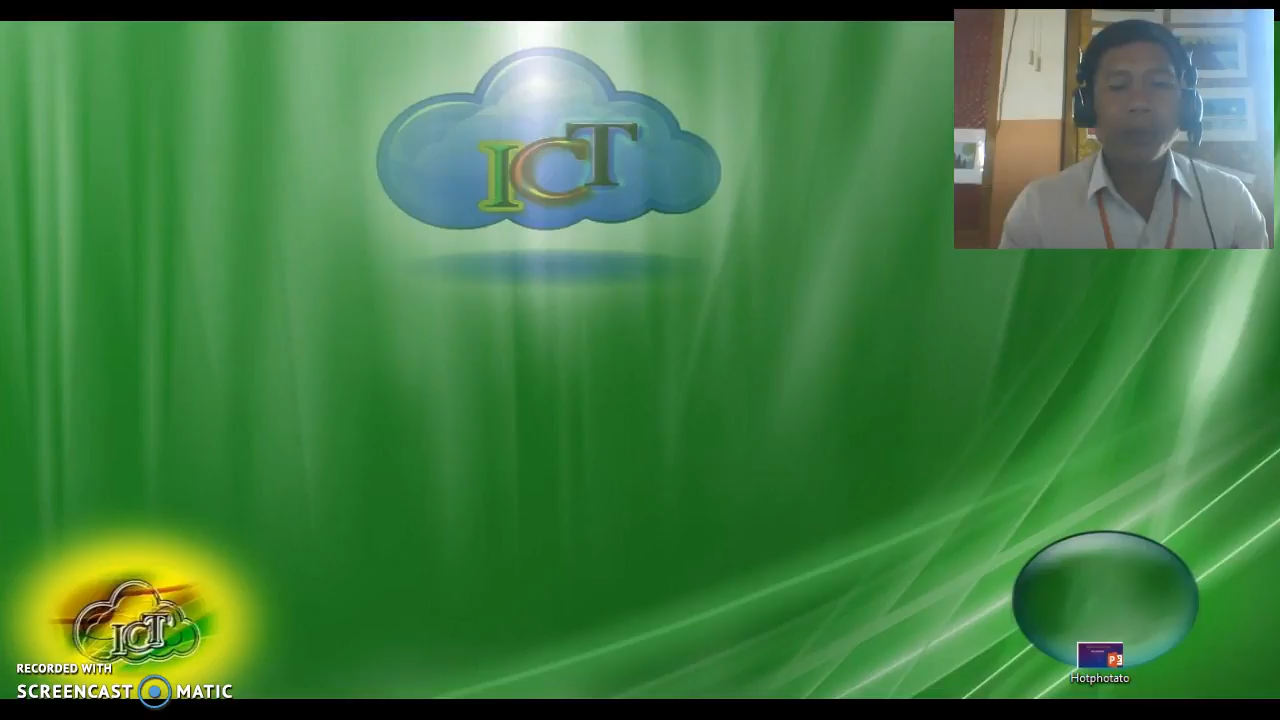 ICT
ICT
RECORDED WITH
SCREENCAST MATIC
Hotphotato